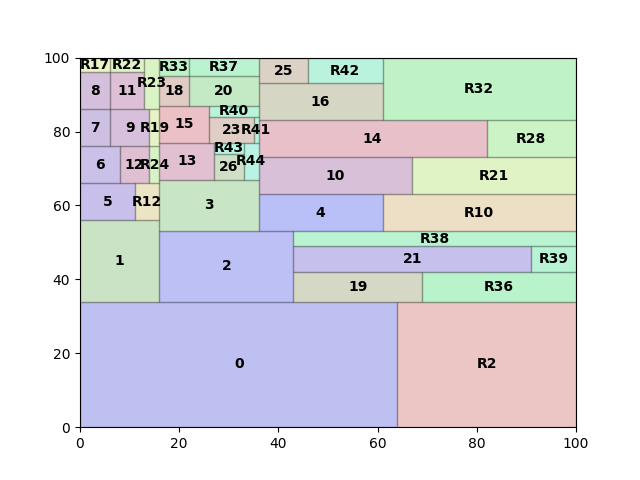 100
R17 R22 R33 R37 25 R42
R23 R32
8 11 18 20 16
R40
80 7 9 R19 15 23 R41 14 R28
R43
6 12 R24 13 26 R44 10 R21
60 5 R12 3 4 R10
R38
1 2 21 R39
40 19 R36
20 0 R2
0
0 20 40 60 80 100